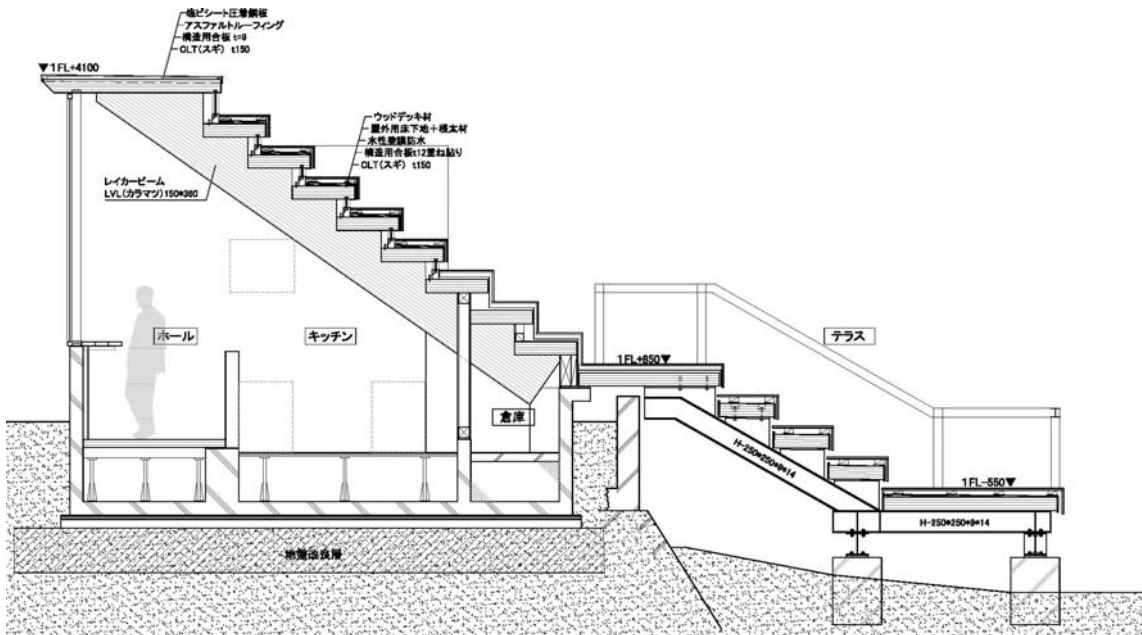 塩ビシート圧着鋼板
アスファルトルーフィング
構造用合板 t=9
CLT(スギ) t150
▼1FL+4100
ウッドデッキ材
屋外用床下地+根太材
水性塗膜防水
構造用合板t12重ね貼り
CLT(スギ) t150
レイカービーム
LVL(カラマツ)150*360
ホール
キッチン
テラス
1FL+850▼
倉庫
H-250*250*9*14
1FL-550▼
H-250*250*9*14
地盤改良層